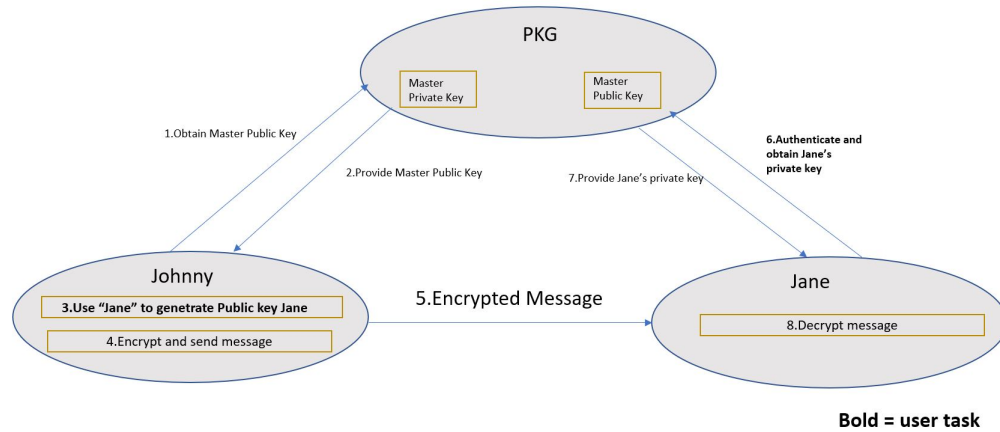 PKG
Master
Private Key
Master
Public Key
1.Obtain Master Public Key
2.Provide Master Public Key
6.Authenticate and
obtain Jane's
private key
7.Provide Jane's private key
Johnny
3.Use “Jane” to genetrate Public key Jane
4.Encrypt and send message
5.Encrypted Message
Jane
8.Decrypt message
Bold = user task